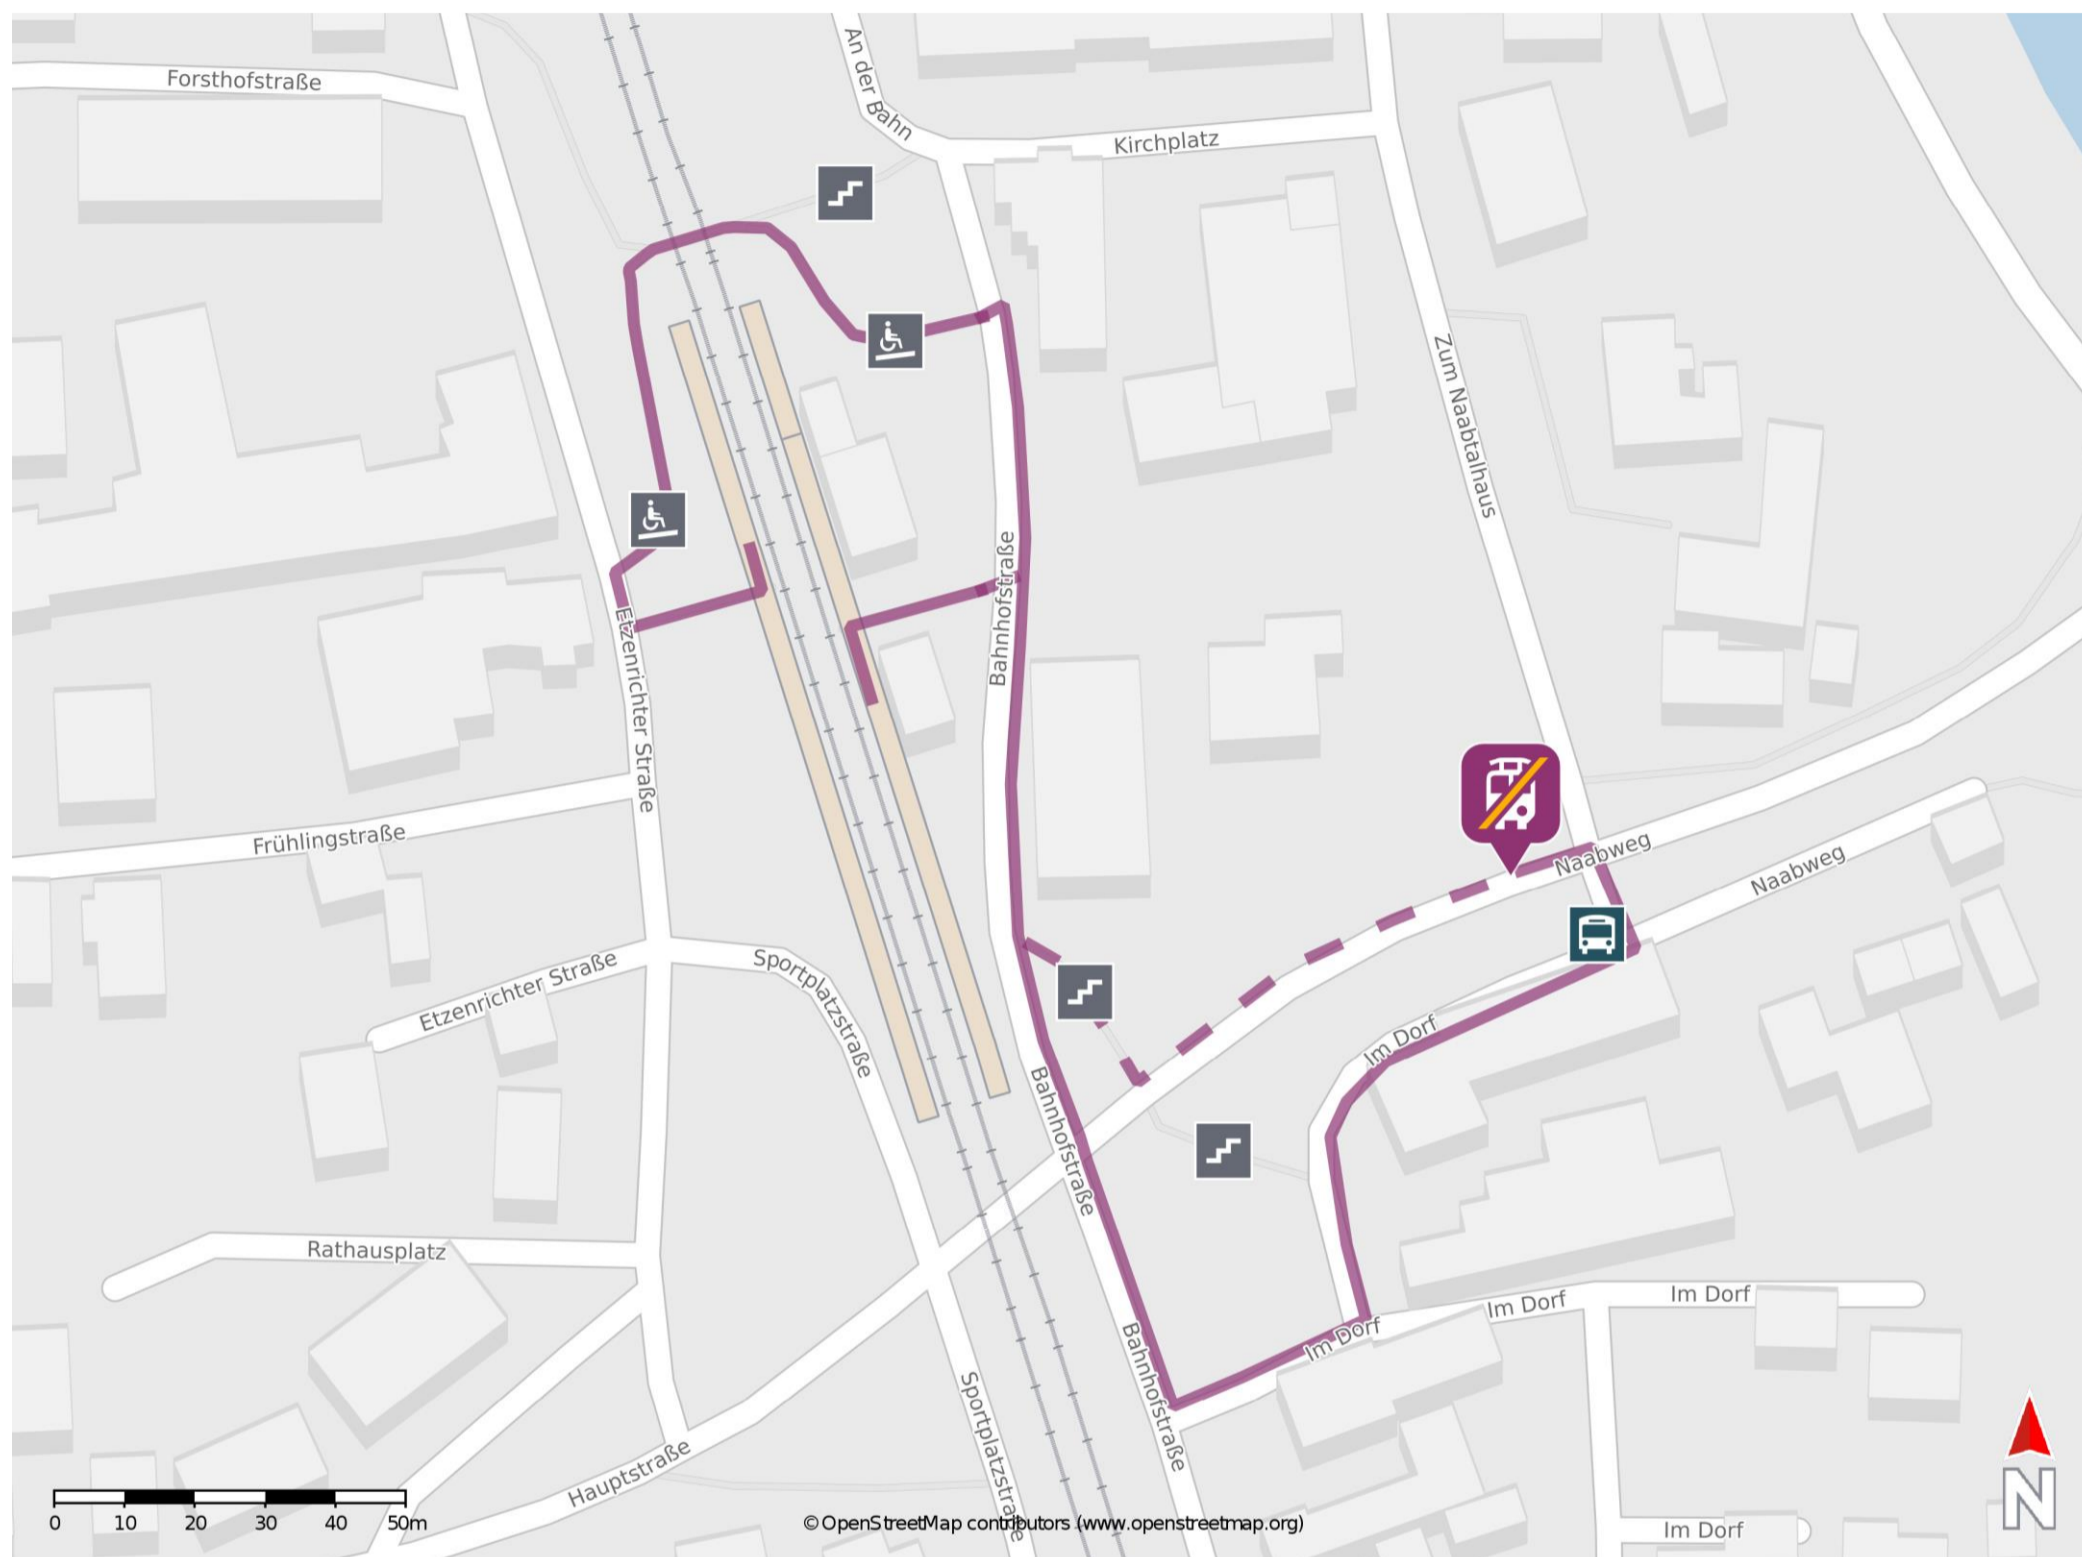 An der Bahn
Forsthofstraße
Kirchplatz
Zum Naabtalhaus
Bahnhofstraße
Etzenrichter Straße
Frühlingstraße
Naabweg
Naabweg
Etzenrichter Straße
Sportplatzstraße
Im Dorf
Bahnhofstraße
Rathausplatz
Im Dorf
Im Dorf
Im Dorf
Bahnhofstraße
Sportplatzstraße
Hauptstraße
N
0 10 20 30 40 50m
©OpenStreetMap contributors (www.openstreetmap.org)
Im Dorf